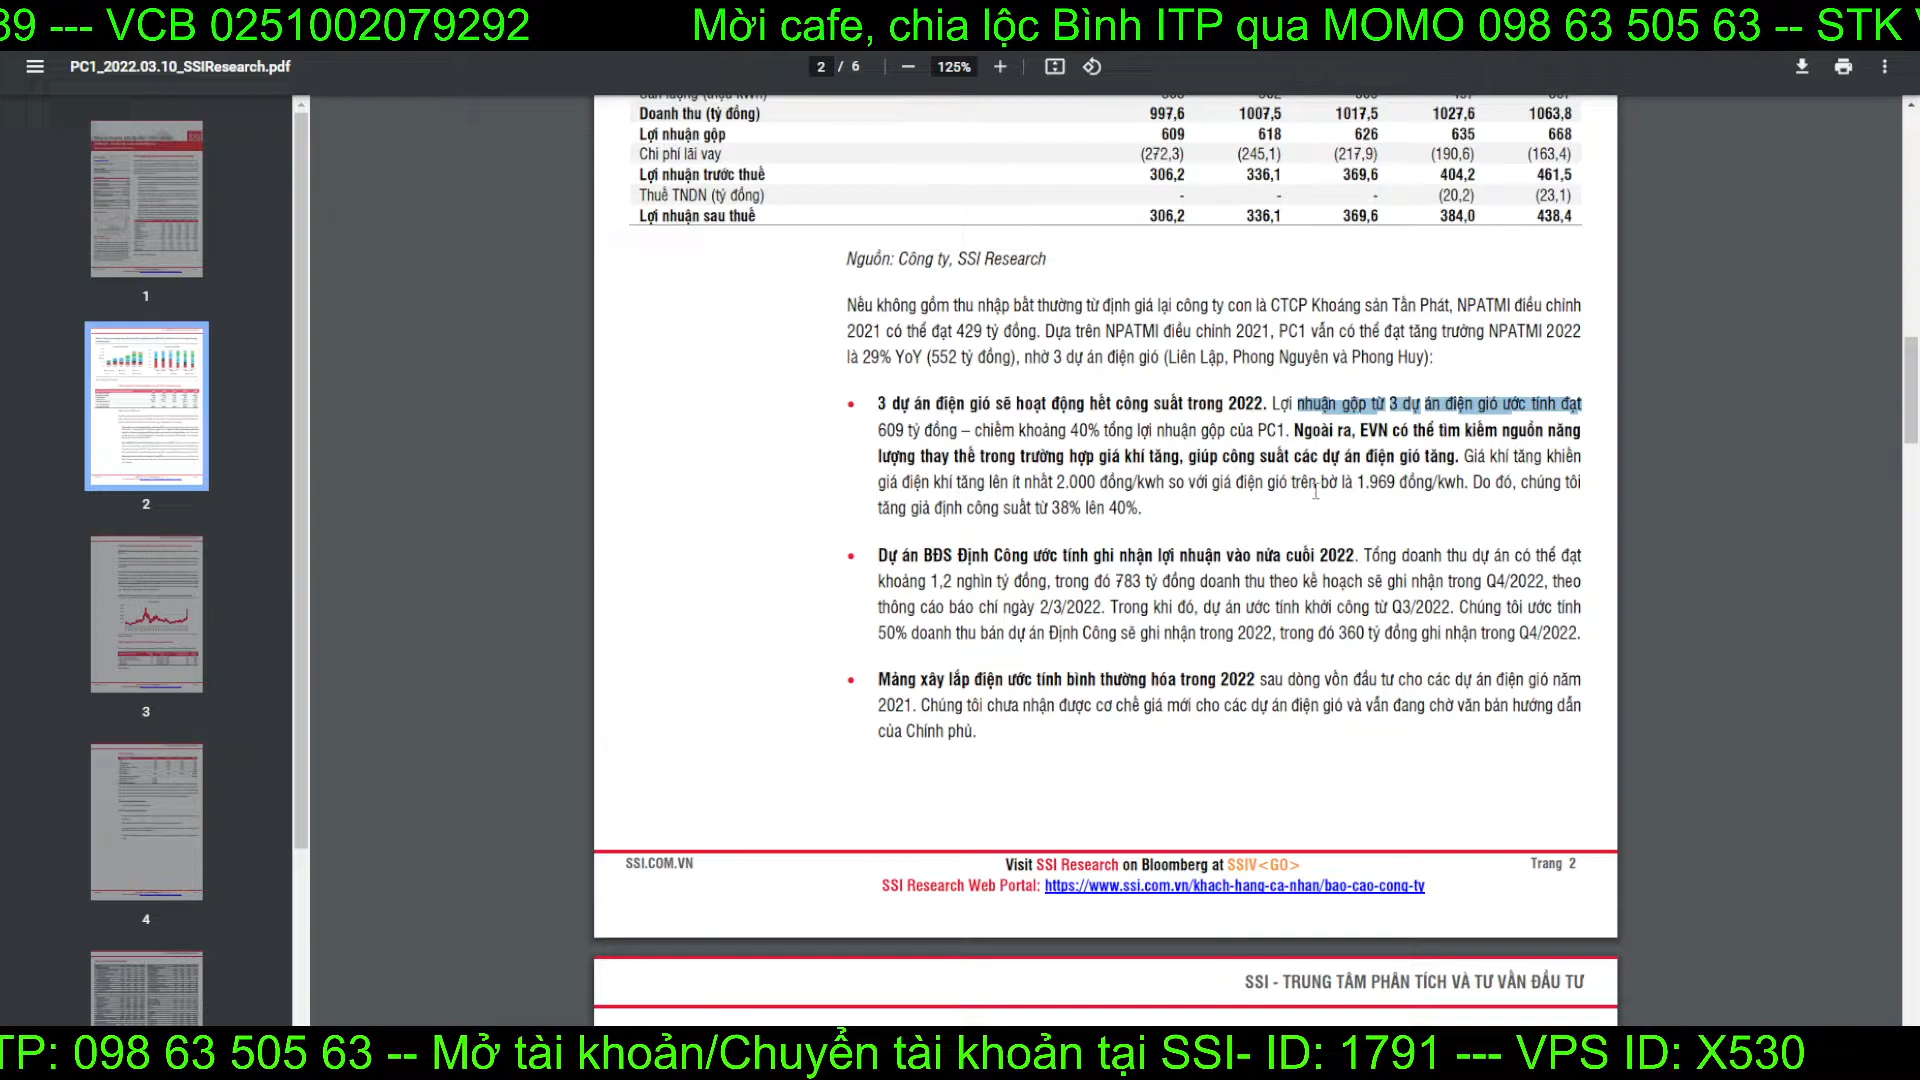 39 --- VCB 0251002079292 Mời cafe, chia lộc Bình ITP qua MOMO 098 63 505 63 -- STK V
PC1_2022.03.10_SSIResearch.pdf 2 / 6 125%
Doanh thu (tỷ đồng) 997,6 1007,5 1017,5 1027,6 1063,8
Lợi nhuận gộp 609 618 626 635 668
Chi phí lãi vay (272,3) (245,1) (217,9) (190,6) (163,4)
Lợi nhuận trước thuế 306,2 336,1 369,6 404,2 461,5
Thuế TNDN (tỷ đồng) - - - (20,2) (23,1)
Lợi nhuận sau thuế 306,2 336,1 369,6 384,0 438,4
Nguồn: Công ty, SSI Research
Nếu không gồm thu nhập bất thường từ định giá lại công ty con là CTCP Khoáng sản Tấn Phát, NPATMI điều chỉnh
2021 có thể đạt 429 tỷ đồng. Dựa trên NPATMI điều chỉnh 2021, PC1 vẫn có thể đạt tăng trưởng NPATMI 2022
là 29% YoY (552 tỷ đồng), nhờ 3 dự án điện gió (Liên Lập, Phong Nguyên và Phong Huy):
• 3 dự án điện gió sẽ hoạt động hết công suất trong 2022. Lợi nhuận gộp từ 3 dự án điện gió ước tính đạt
609 tỷ đồng – chiếm khoảng 40% tổng lợi nhuận gộp của PC1. Ngoài ra, EVN có thể tìm kiếm nguồn năng
lượng thay thế trong trường hợp giá khí tăng, giúp công suất các dự án điện gió tăng. Giá khí tăng khiến
giá điện khí tăng lên ít nhất 2.000 đồng/kwh so với giá điện gió trên bờ là 1.969 đồng/kwh. Do đó, chúng tôi
tăng giả định công suất từ 38% lên 40%.
• Dự án BĐS Định Công ước tính ghi nhận lợi nhuận vào nửa cuối 2022. Tổng doanh thu dự án có thể đạt
khoảng 1,2 nghìn tỷ đồng, trong đó 783 tỷ đồng doanh thu theo kế hoạch sẽ ghi nhận trong Q4/2022, theo
thông cáo báo chí ngày 2/3/2022. Trong khi đó, dự án ước tính khởi công từ Q3/2022. Chúng tôi ước tính
50% doanh thu bán dự án Định Công sẽ ghi nhận trong 2022, trong đó 360 tỷ đồng ghi nhận trong Q4/2022.
• Mảng xây lắp điện ước tính bình thường hóa trong 2022 sau dòng vốn đầu tư cho các dự án điện gió năm
2021. Chúng tôi chưa nhận được cơ chế giá mới cho các dự án điện gió và vẫn đang chờ văn bản hướng dẫn
của Chính phủ.
SSI.COM.VN Visit SSI Research on Bloomberg at SSIV<GO> Trang 2
SSI Research Web Portal: https://www.ssi.com.vn/khach-hang-ca-nhan/bao-cao-cong-ty
SSI - TRUNG TÂM PHÂN TÍCH VÀ TƯ VẤN ĐẦU TƯ
1
2
3
4
TP: 098 63 505 63 -- Mở tài khoản/Chuyển tài khoản tại SSI- ID: 1791 --- VPS ID: X530